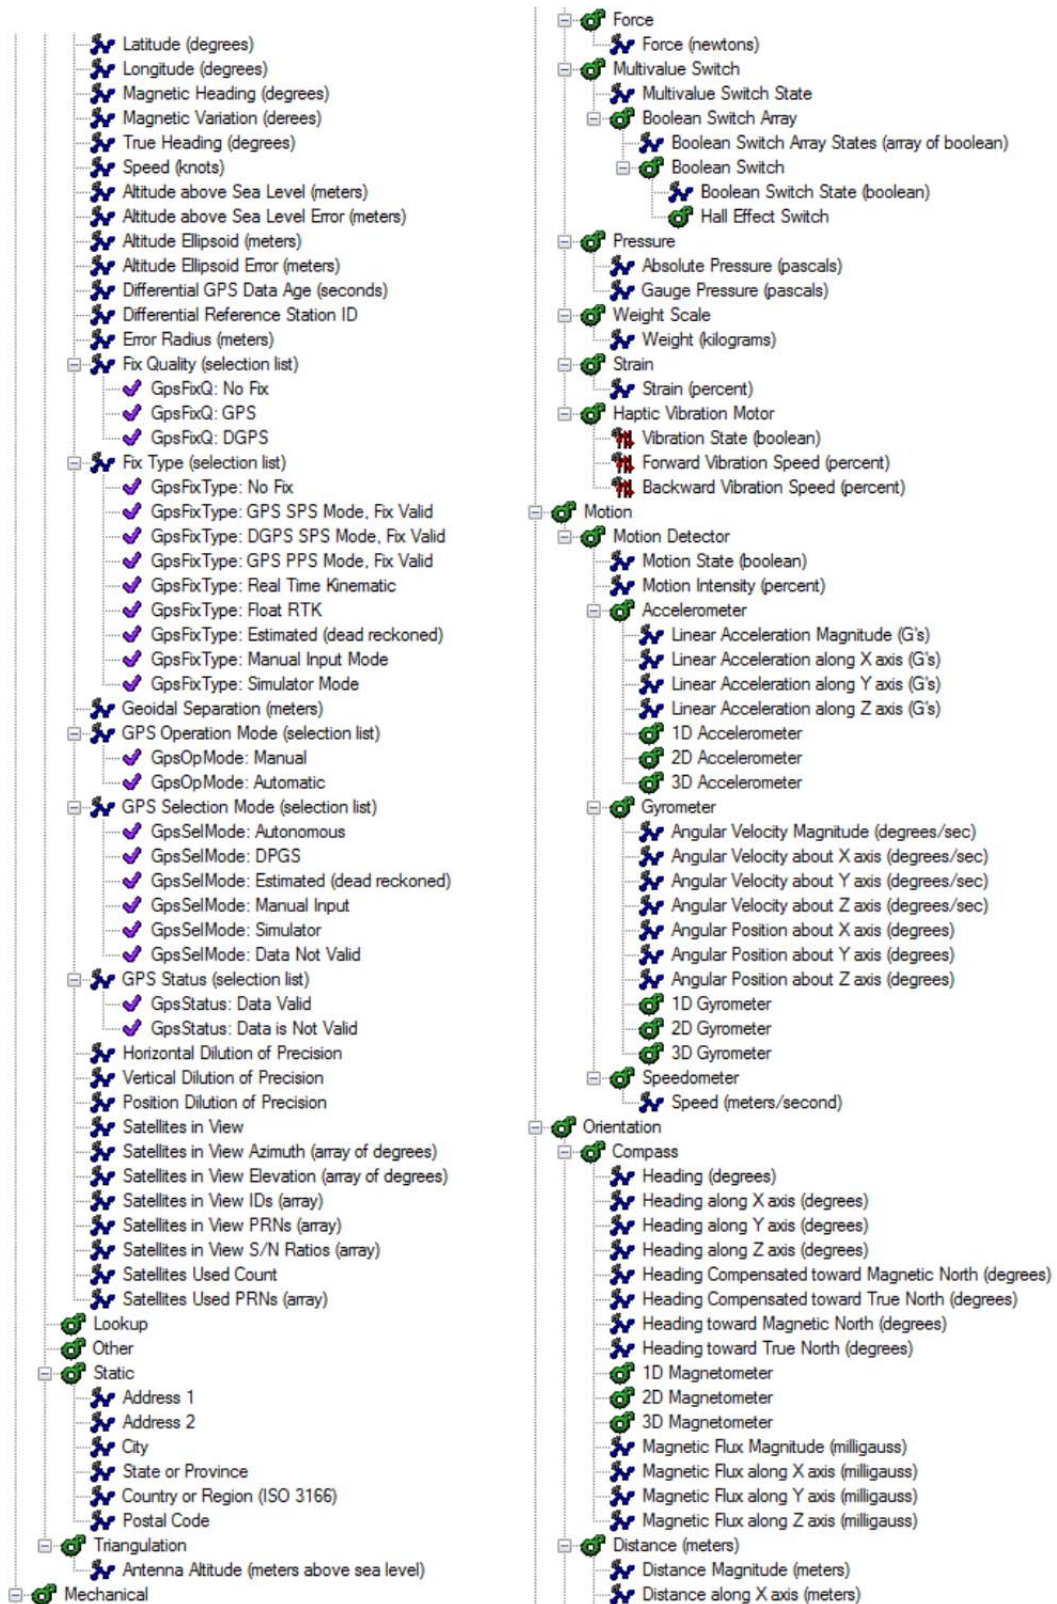 Latitude (degrees)
Longitude (degrees)
Magnetic Heading (degrees)
Magnetic Variation (derees)
True Heading (degrees)
Speed (knots)
Altitude above Sea Level (meters)
Altitude above Sea Level Error (meters)
Altitude Ellipsoid (meters)
Altitude Ellipsoid Error (meters)
Differential GPS Data Age (seconds)
Differential Reference Station ID
Error Radius (meters)
Fix Quality (selection list)
GpsFixQ: No Fix
GpsFixQ: GPS
GpsFixQ: DGPS
Fix Type (selection list)
GpsFixType: No Fix
GpsFixType: GPS SPS Mode, Fix Valid
GpsFixType: DGPS SPS Mode, Fix Valid
GpsFixType: GPS PPS Mode, Fix Valid
GpsFixType: Real Time Kinematic
GpsFixType: Float RTK
GpsFixType: Estimated (dead reckoned)
GpsFixType: Manual Input Mode
GpsFixType: Simulator Mode
Geoidal Separation (meters)
GPS Operation Mode (selection list)
GpsOpMode: Manual
GpsOpMode: Automatic
GPS Selection Mode (selection list)
GpsSelMode: Autonomous
GpsSelMode: DPGS
GpsSelMode: Estimated (dead reckoned)
GpsSelMode: Manual Input
GpsSelMode: Simulator
GpsSelMode: Data Not Valid
GPS Status (selection list)
GpsStatus: Data Valid
GpsStatus: Data is Not Valid
Horizontal Dilution of Precision
Vertical Dilution of Precision
Position Dilution of Precision
Satellites in View
Satellites in View Azimuth (array of degrees)
Satellites in View Elevation (array of degrees)
Satellites in View IDs (array)
Satellites in View PRNs (array)
Satellites in View S/N Ratios (array)
Satellites Used Count
Satellites Used PRNs (array)
Lookup
Other
Static
Address 1
Address 2
City
State or Province
Country or Region (ISO 3166)
Postal Code
Triangulation
Antenna Altitude (meters above sea level)
Mechanical
Force
Force (newtons)
Multivalue Switch
Multivalue Switch State
Boolean Switch Array
Boolean Switch Array States (array of boolean)
Boolean Switch
Boolean Switch State (boolean)
Hall Effect Switch
Pressure
Absolute Pressure (pascals)
Gauge Pressure (pascals)
Weight Scale
Weight (kilograms)
Strain
Strain (percent)
Haptic Vibration Motor
Vibration State (boolean)
Forward Vibration Speed (percent)
Backward Vibration Speed (percent)
Motion
Motion Detector
Motion State (boolean)
Motion Intensity (percent)
Accelerometer
Linear Acceleration Magnitude (G's)
Linear Acceleration along X axis (G's)
Linear Acceleration along Y axis (G's)
Linear Acceleration along Z axis (G's)
1D Accelerometer
2D Accelerometer
3D Accelerometer
Gyrometer
Angular Velocity Magnitude (degrees/sec)
Angular Velocity about X axis (degrees/sec)
Angular Velocity about Y axis (degrees/sec)
Angular Velocity about Z axis (degrees/sec)
Angular Position about X axis (degrees)
Angular Position about Y axis (degrees)
Angular Position about Z axis (degrees)
1D Gyrometer
2D Gyrometer
3D Gyrometer
Speedometer
Speed (meters/second)
Orientation
Compass
Heading (degrees)
Heading along X axis (degrees)
Heading along Y axis (degrees)
Heading along Z axis (degrees)
Heading Compensated toward Magnetic North (degrees)
Heading Compensated toward True North (degrees)
Heading toward Magnetic North (degrees)
Heading toward True North (degrees)
1D Magnetometer
2D Magnetometer
3D Magnetometer
Magnetic Flux Magnitude (milligauss)
Magnetic Flux along X axis (milligauss)
Magnetic Flux along Y axis (milligauss)
Magnetic Flux along Z axis (milligauss)
Distance (meters)
Distance Magnitude (meters)
Distance along X axis (meters)